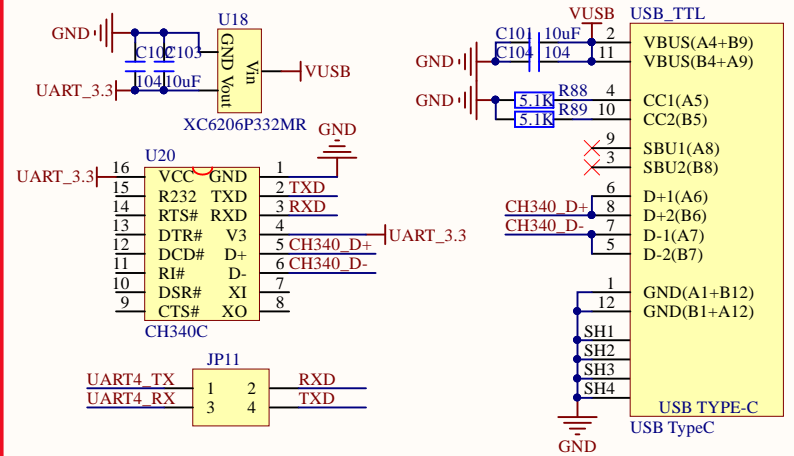 U18
GND
C102
C103
104
10uF
GND
Vout
Vin
VUSB
UART_3.3
XC6206P332MR
GND
U20
UART_3.3
16 VCC GND 1
15 R232 TXD 2 TXD
14 RTS# RXD 3 RXD
13 DTR# V3 4 UART_3.3
12 DCD# D+ 5 CH340_D+
11 RI# D- 6 CH340_D-
10 DSR# XI 7
9 CTS# XO 8
CH340C
JP11
UART4_TX 1 2 RXD
UART4_RX 3 4 TXD
VUSB
USB_TTL
C101 10uF
C104 104
GND
2 VBUS(A4+B9)
11 VBUS(B4+A9)
GND
5.1K R88
5.1K R89
4 CC1(A5)
10 CC2(B5)
9 SBU1(A8)
3 SBU2(B8)
6 D+1(A6)
CH340_D+ 8 D+2(B6)
CH340_D- 7 D-1(A7)
5 D-2(B7)
1 GND(A1+B12)
12 GND(B1+A12)
SH1
SH2
SH3
SH4
USB TYPE-C
USB TypeC
GND